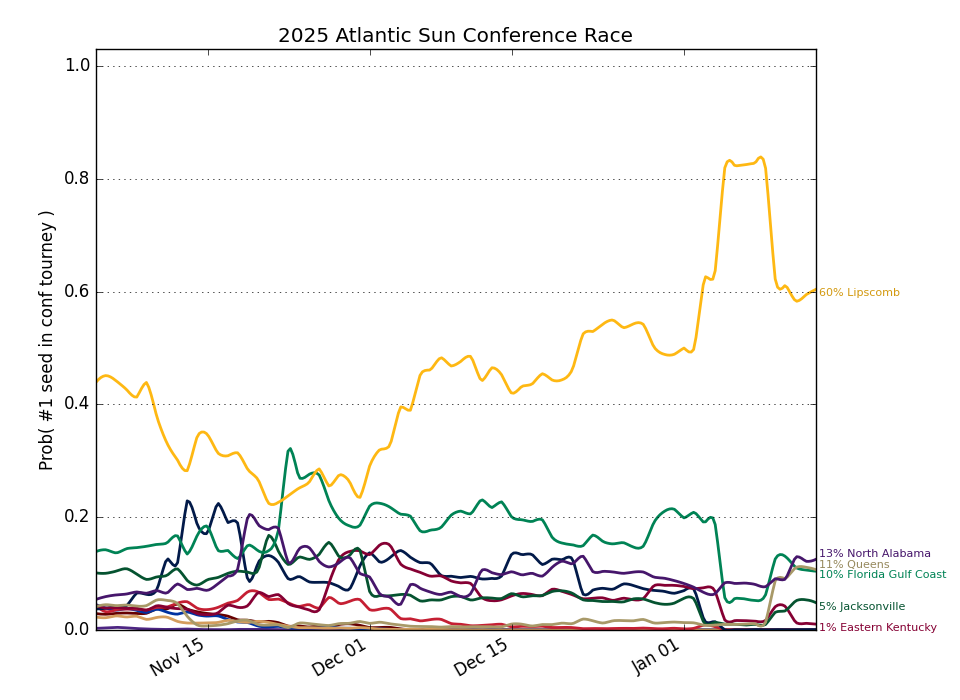 2025 Atlantic Sun Conference Race
Prob( #1 seed in conf tourney )
1.0
0.8
0.6
0.4
0.2
0.0
Nov 15
Dec 01
Dec 15
Jan 01
60% Lipscomb
13% North Alabama
11% Queens
10% Florida Gulf Coast
5% Jacksonville
1% Eastern Kentucky